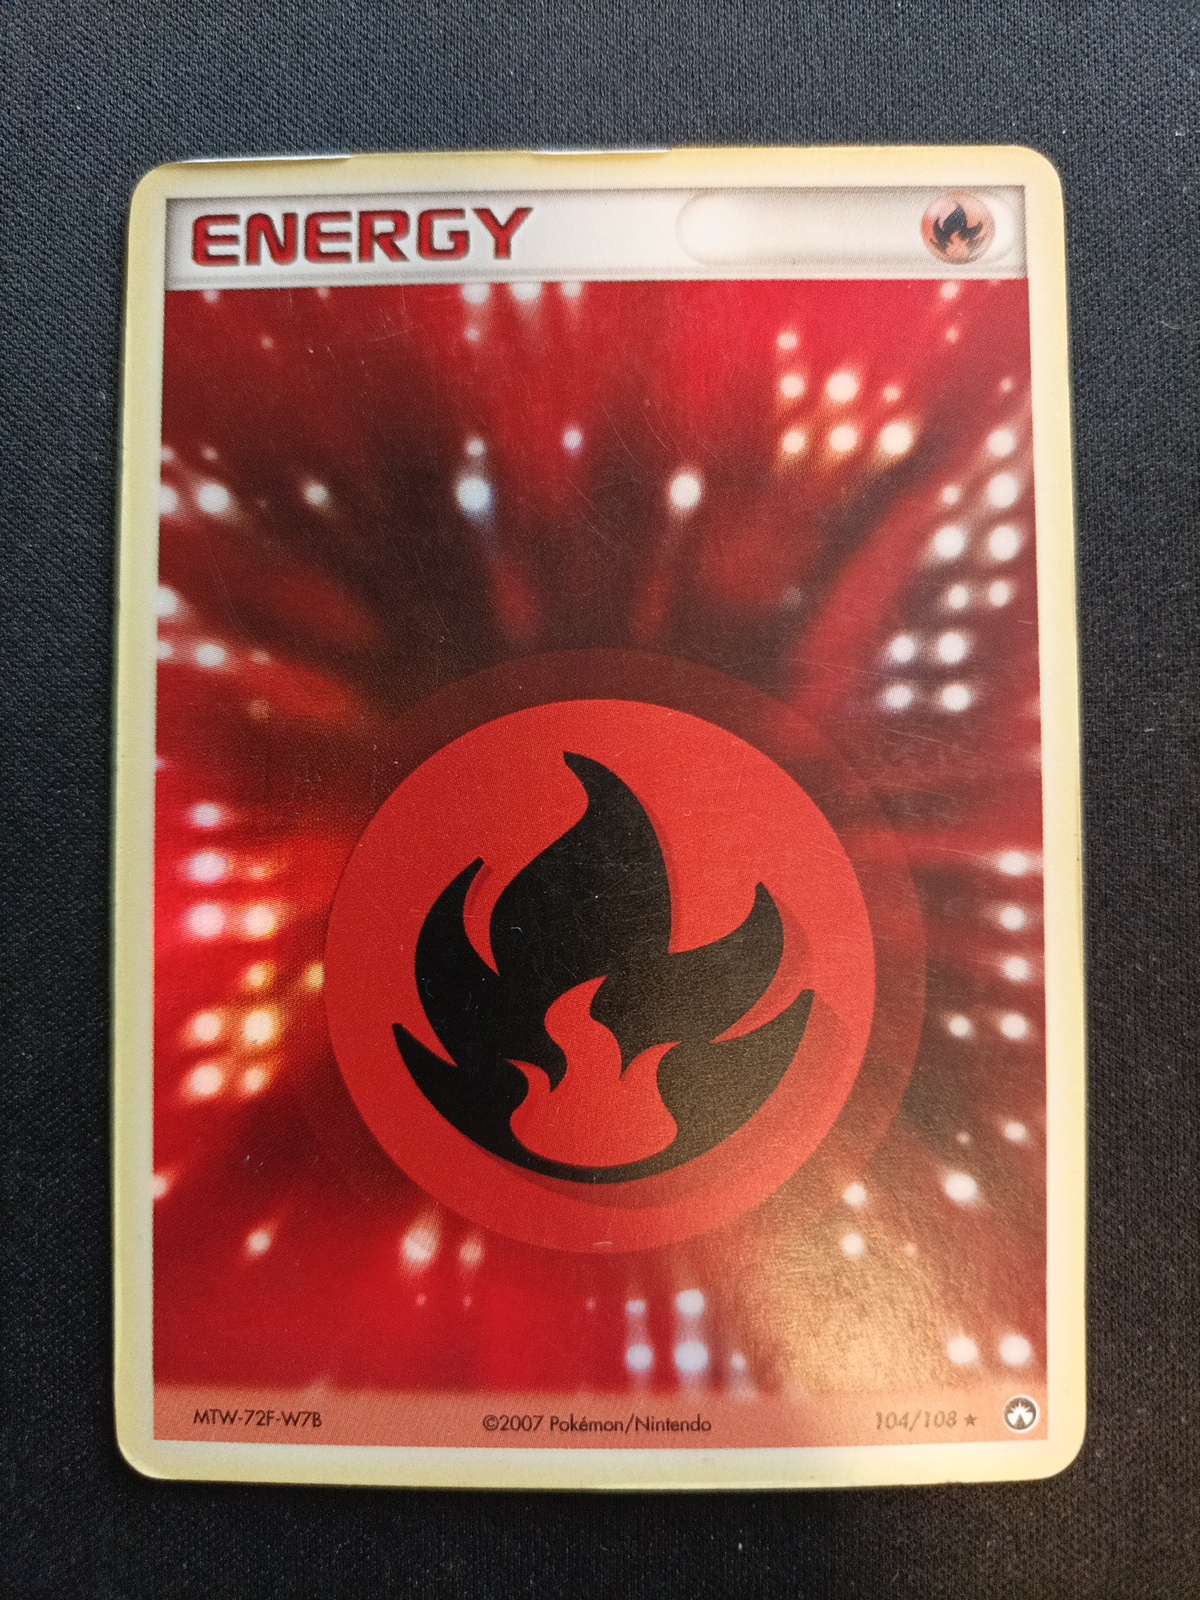 ENERGY
MTW-72F-W7B
©2007 Pokémon/Nintendo
104/108 ★